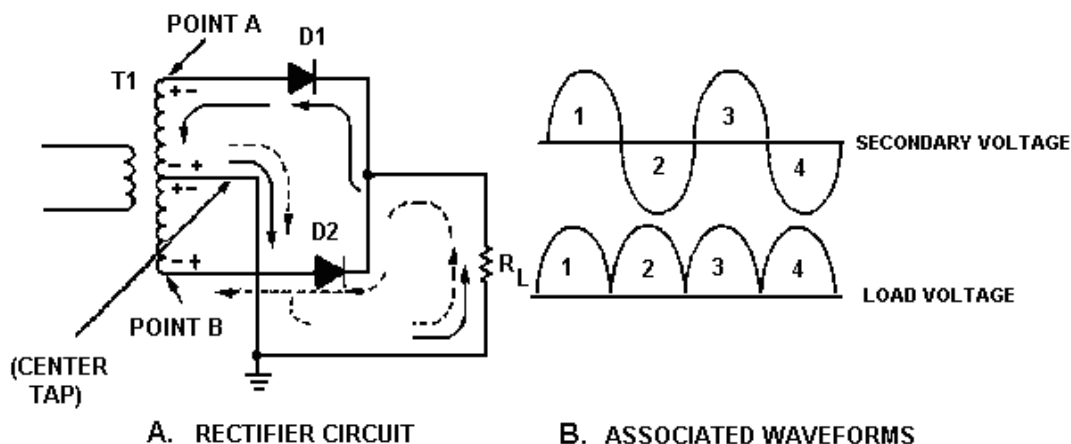 POINT A
D1
T1
+ -
- +
+ -
- +
D2
R L
POINT B
(CENTER
TAP)
1
2
3
4
SECONDARY VOLTAGE
1
2
3
4
LOAD VOLTAGE
A. RECTIFIER CIRCUIT
B. ASSOCIATED WAVEFORMS